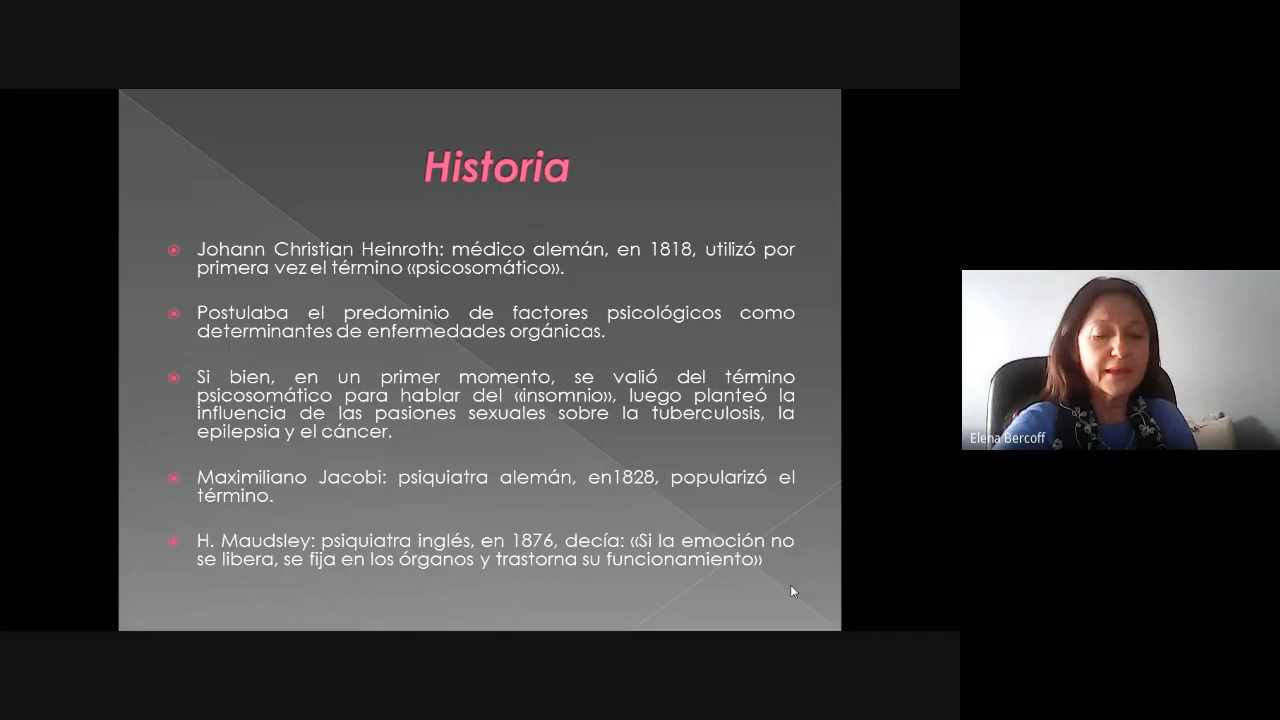 Historia
Johann Christian Heinroth: médico alemán, en 1818, utilizó por
primera vez el término «psicosomático».
Postulaba el predominio de factores psicológicos como
determinantes de enfermedades orgánicas.
Si bien, en un primer momento, se valió del término
psicosomático para hablar del «insomnio», luego planteó la
influencia de las pasiones sexuales sobre la tuberculosis, la
epilepsia y el cáncer.
Maximiliano Jacobi: psiquiatra alemán, en1828, popularizó el
término.
H. Maudsley: psiquiatra inglés, en 1876, decía: «Si la emoción no
se libera, se fija en los órganos y trastorna su funcionamiento»
Elena Bercoff